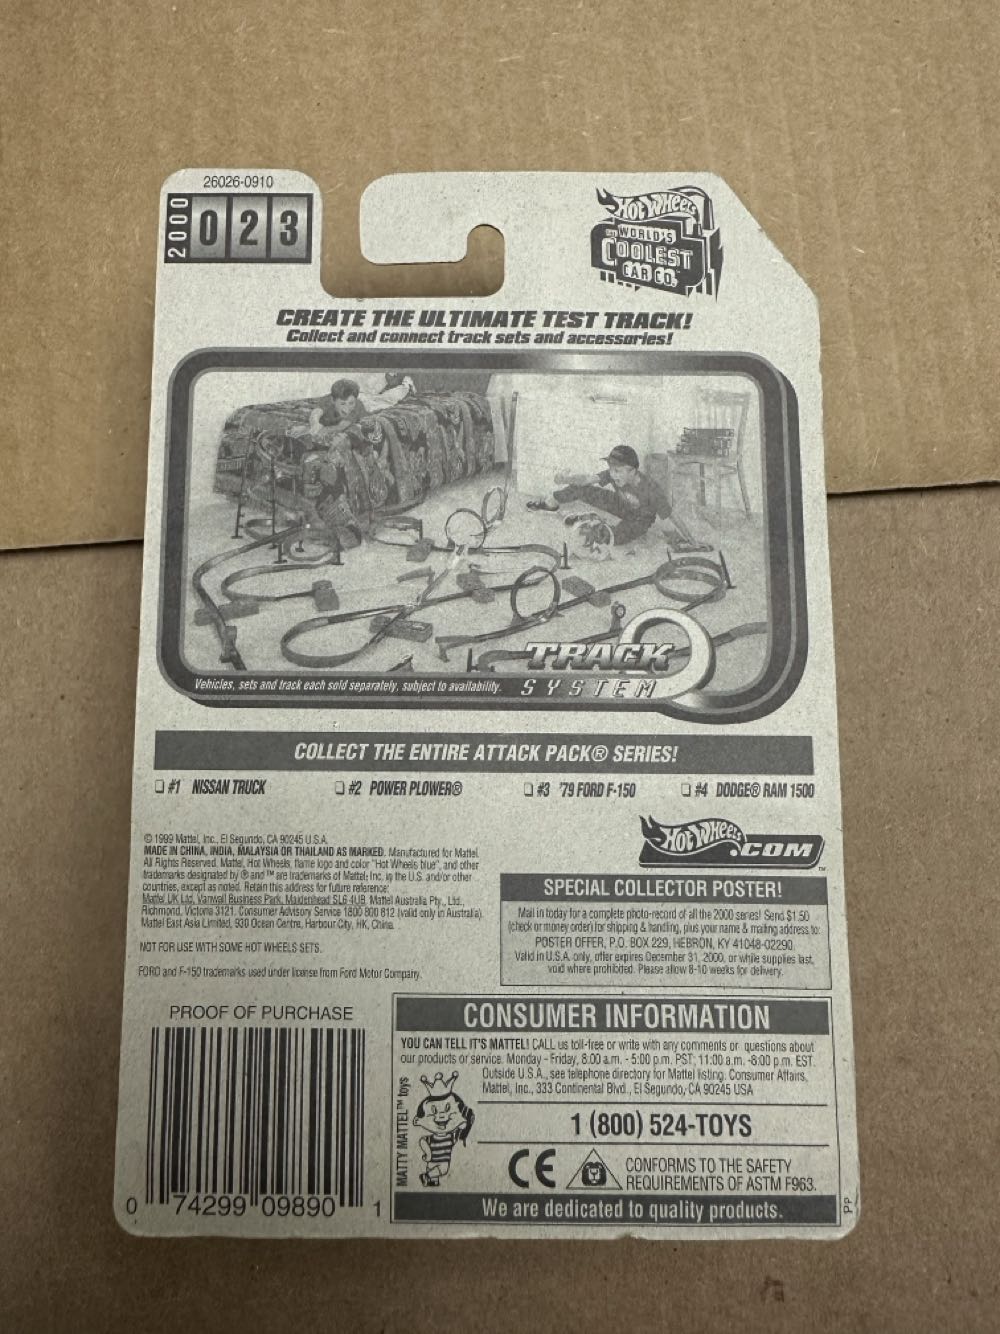 26026-0910
2000 023
Hot Wheels
THE WORLD'S
COOLEST
CAR CO.™
CREATE THE ULTIMATE TEST TRACK!
Collect and connect track sets and accessories!
TRACK
SYSTEM
Vehicles, sets and track each sold separately, subject to availability.
COLLECT THE ENTIRE ATTACK PACK® SERIES!
#1 NISSAN TRUCK
#2 POWER PLOWER®
#3 '79 FORD F-150
#4 DODGE® RAM 1500
© 1999 Mattel, Inc., El Segundo, CA 90245 U.S.A.
MADE IN CHINA, INDIA, MALAYSIA OR THAILAND AS MARKED. Manufactured for Mattel.
All Rights Reserved. Mattel, Hot Wheels, flame logo and color "Hot Wheels blue", and other
trademarks designated by ® and ™ are trademarks of Mattel, Inc. in the U.S. and/or other
countries, except as noted. Retain this address for future reference:
Mattel UK Ltd, Vanwall Business Park, Maidenhead SL6 4UB. Mattel Australia Pty., Ltd.,
Richmond, Victoria 3121. Consumer Advisory Service 1800 800 812 (valid only in Australia).
Mattel East Asia Limited, 930 Ocean Centre, Harbour City, HK, China.
NOT FOR USE WITH SOME HOT WHEELS SETS.
FORD and F-150 trademarks used under license from Ford Motor Company.
Hot Wheels .COM™
SPECIAL COLLECTOR POSTER!
Mail in today for a complete photo-record of all the 2000 series! Send $1.50
(check or money order) for shipping & handling, plus your name & mailing address to:
POSTER OFFER, P.O. BOX 229, HEBRON, KY 41048-02290.
Valid in U.S.A. only, offer expires December 31, 2000, or while supplies last,
void where prohibited. Please allow 8-10 weeks for delivery.
PROOF OF PURCHASE
0 74299 09890 1
CONSUMER INFORMATION
YOU CAN TELL IT'S MATTEL! CALL us toll-free or write with any comments or questions about
our products or service. Monday - Friday, 8:00 a.m. - 5:00 p.m. PST; 11:00 a.m. -8:00 p.m. EST.
Outside U.S.A., see telephone directory for Mattel listing. Consumer Affairs,
Mattel, Inc., 333 Continental Blvd., El Segundo, CA 90245 USA
MATTY MATTEL™ toys
1 (800) 524-TOYS
CE
CONFORMS TO THE SAFETY
REQUIREMENTS OF ASTM F963.
We are dedicated to quality products.
PP